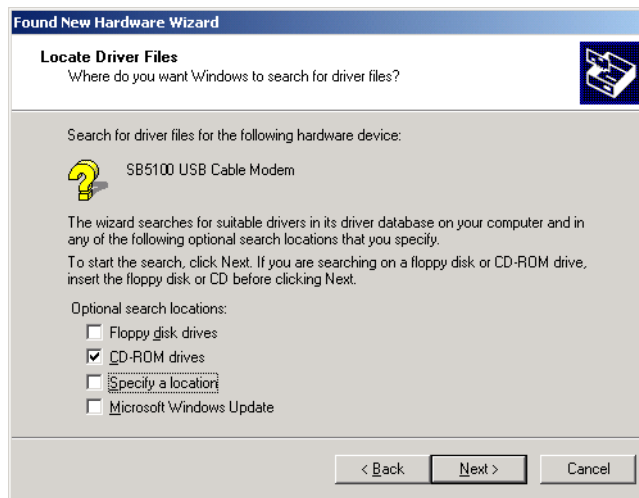 Found New Hardware Wizard
Locate Driver Files
Where do you want Windows to search for driver files?
Search for driver files for the following hardware device:
SB5100 USB Cable Modem
The wizard searches for suitable drivers in its driver database on your computer and in
any of the following optional search locations that you specify.
To start the search, click Next. If you are searching on a floppy disk or CD-ROM drive,
insert the floppy disk or CD before clicking Next.
Optional search locations:
Floppy disk drives
CD-ROM drives
Specify a location
Microsoft Windows Update
< Back Next > Cancel